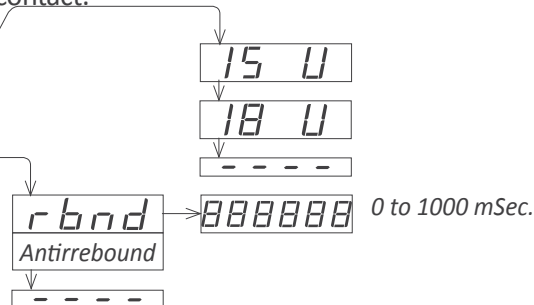 contact.
15 U
18 U
----
rbnd
888888
0 to 1000 mSec.
Antirrebound
----